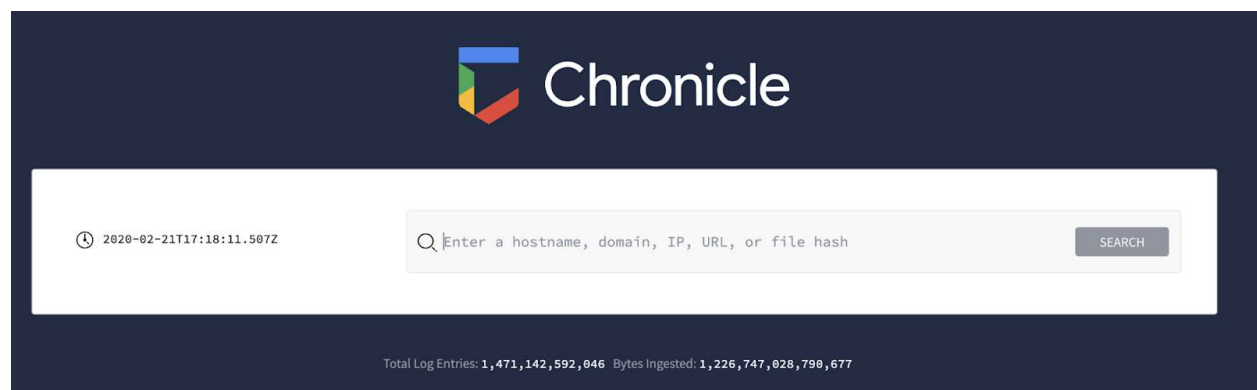 Chronicle
2020-02-21T17:18:11.507Z
Enter a hostname, domain, IP, URL, or file hash
SEARCH
Total Log Entries: 1,471,142,592,046 Bytes Ingested: 1,226,747,028,790,677